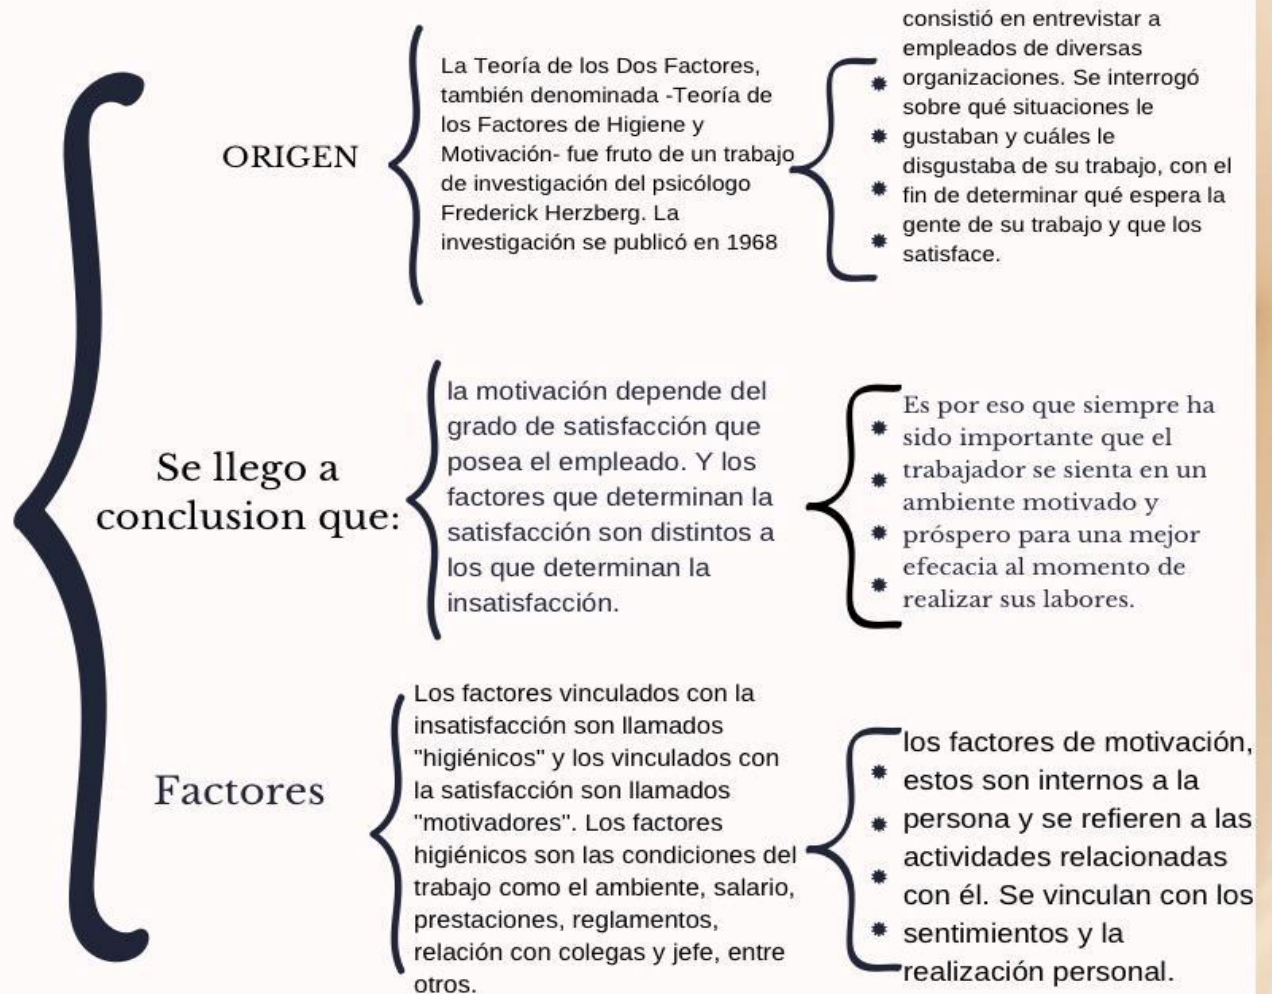 ORIGEN
La Teoría de los Dos Factores,
también denominada -Teoría de
los Factores de Higiene y
Motivación- fue fruto de un trabajo
de investigación del psicólogo
Frederick Herzberg. La
investigación se publicó en 1968
consistió en entrevistar a
empleados de diversas
organizaciones. Se interrogó
sobre qué situaciones le
gustaban y cuáles le
disgustaba de su trabajo, con el
fin de determinar qué espera la
gente de su trabajo y que los
satisface.
Se llego a
conclusion que:
la motivación depende del
grado de satisfacción que
posea el empleado. Y los
factores que determinan la
satisfacción son distintos a
los que determinan la
insatisfacción.
Es por eso que siempre ha
sido importante que el
trabajador se sienta en un
ambiente motivado y
próspero para una mejor
efecacia al momento de
realizar sus labores.
Factores
Los factores vinculados con la
insatisfacción son llamados
"higiénicos" y los vinculados con
la satisfacción son llamados
"motivadores". Los factores
higiénicos son las condiciones del
trabajo como el ambiente, salario,
prestaciones, reglamentos,
relación con colegas y jefe, entre
otros.
los factores de motivación,
estos son internos a la
persona y se refieren a las
actividades relacionadas
con él. Se vinculan con los
sentimientos y la
realización personal.